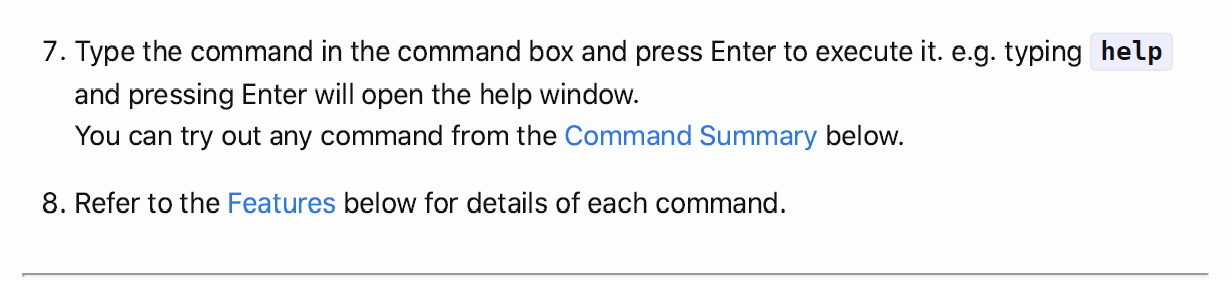 7. Type the command in the command box and press Enter to execute it. e.g. typing help
and pressing Enter will open the help window.
You can try out any command from the Command Summary below.
8. Refer to the Features below for details of each command.